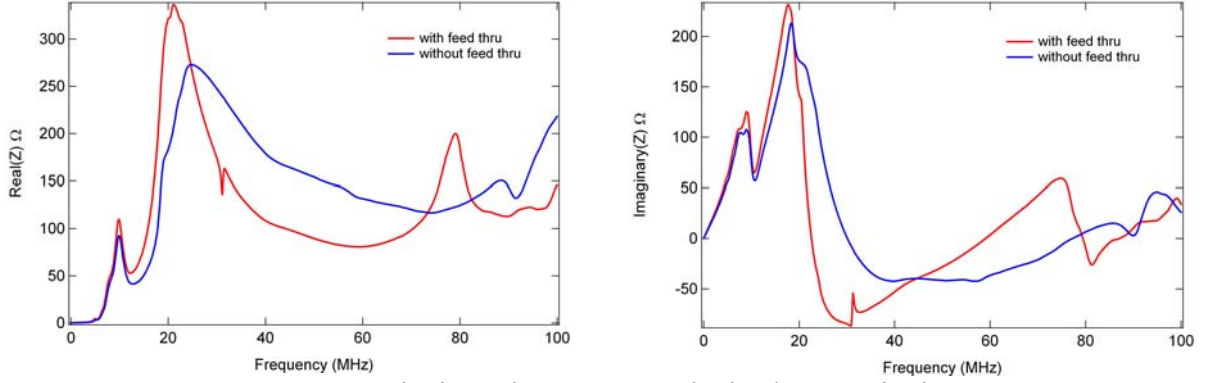 Real(Z) Ω
300
250
200
150
100
50
0
0 20 40 60 80 100
Frequency (MHz)
with feed thru
without feed thru
Imaginary(Z) Ω
200
150
100
50
0
-50
0 20 40 60 80 100
Frequency (MHz)
with feed thru
without feed thru